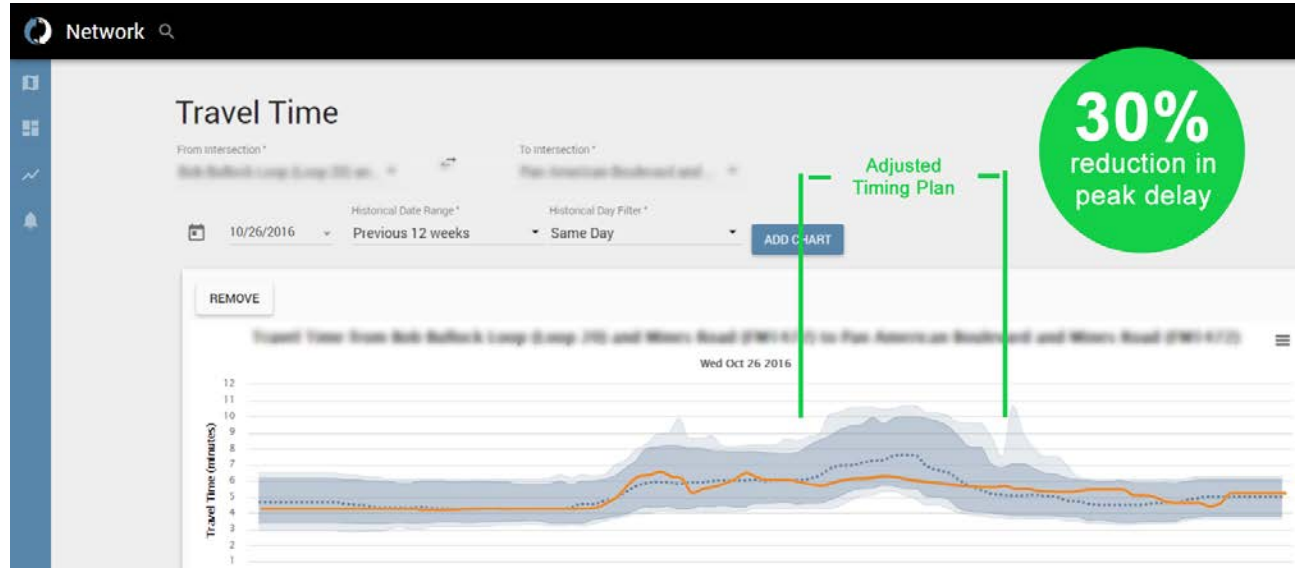 Network
Travel Time
30%
reduction in
peak delay
From Intersection *
To Intersection *
Adjusted
Timing Plan
Historical Date Range *
Historical Day Filter *
10/26/2016
Previous 12 weeks
Same Day
ADD CHART
REMOVE
Wed Oct 26 2016
Travel Time (minutes)
12
11
10
9
8
7
6
5
4
3
2
1